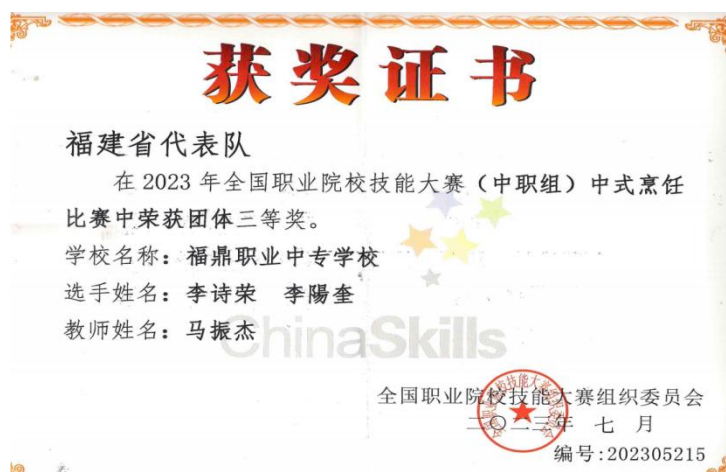 获奖证书
福建省代表队
在 2023 年全国职业院校技能大赛（中职组）中式烹饪
比赛中荣获团体三等奖。
学校名称：福鼎职业中专学校
选手姓名：李诗荣 李陽奎
教师姓名：马振杰
ChinaSkills
全国职业院校技能大赛组织委员会
二〇二三年 七 月
编号:202305215